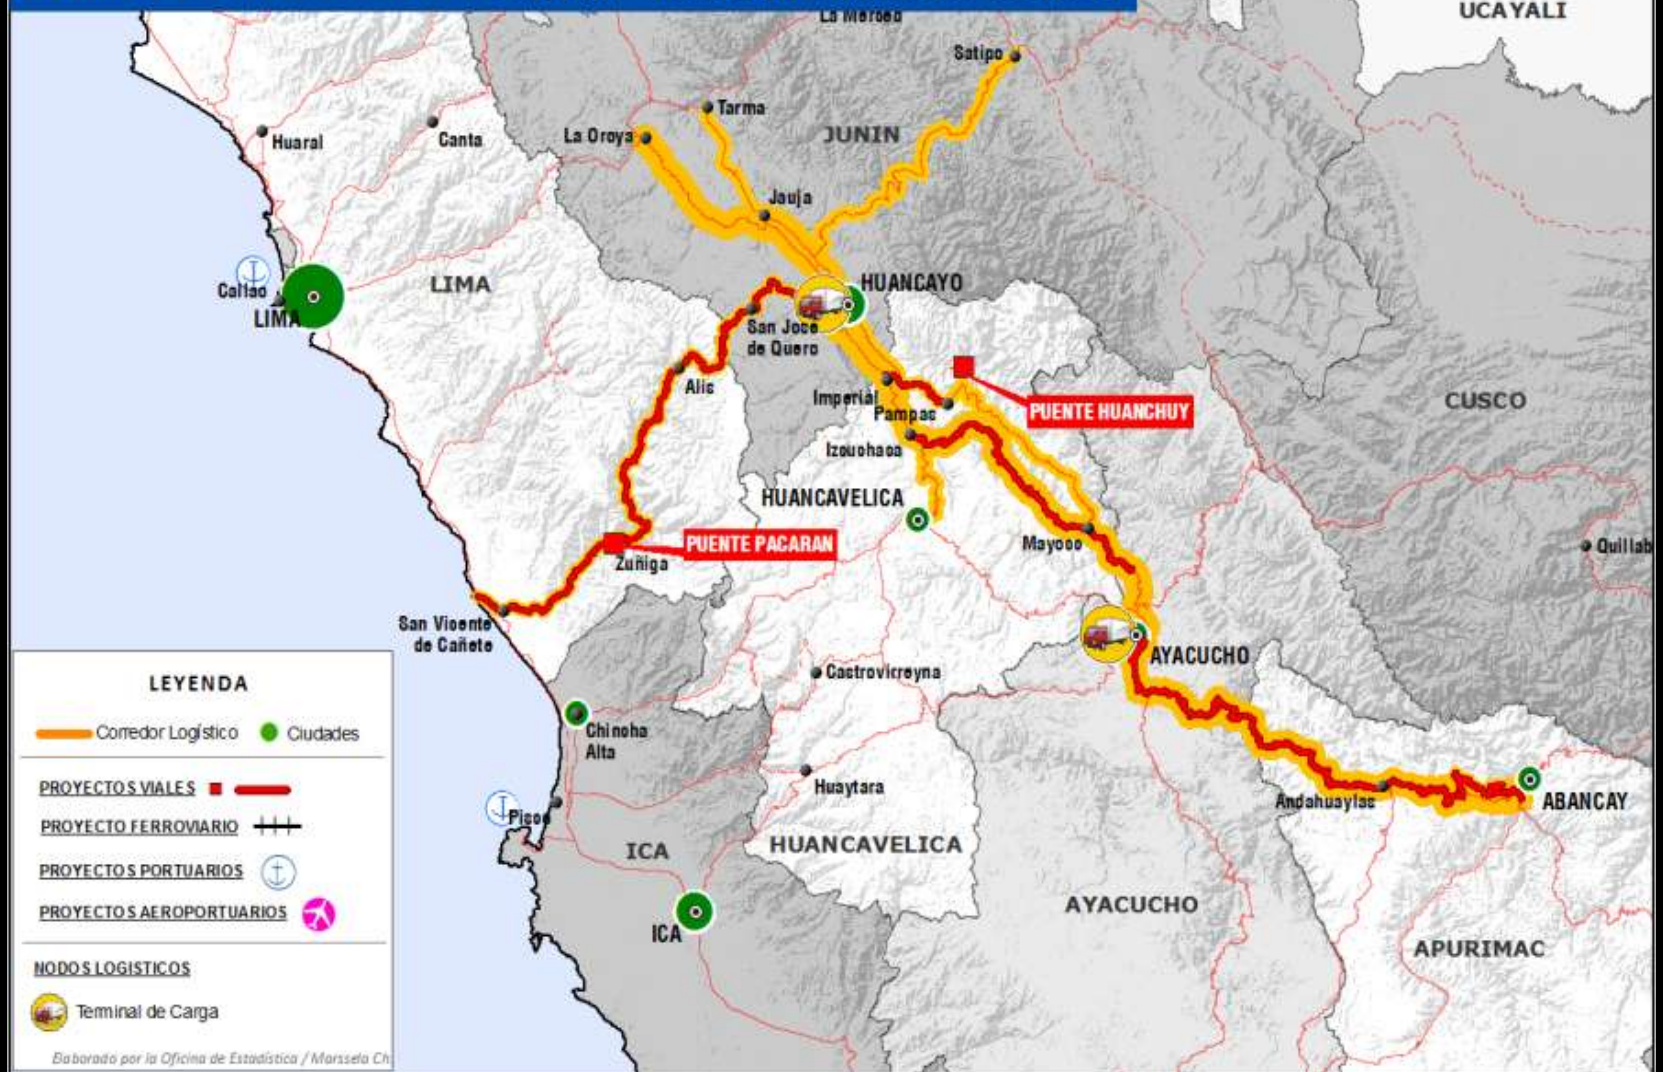 La Merced
UCAYALI
Satipo
Tarma
La Oroya
JUNIN
Huaral
Canta
Jauja
Callao
LIMA
LIMA
HUANCAYO
San Jose
de Quero
Alis
Imperial
Pampas
PUENTE HUANCHUY
CUSCO
Izcuchaca
HUANCAVELICA
PUENTE PACARAN
Zuñiga
Mayocc
Quillab
San Vicente
de Cañete
AYACUCHO
Castrovirreyna
Chincha
Alta
Huaytara
Andahuaylas
ABANCAY
Pisco
ICA
HUANCAVELICA
AYACUCHO
ICA
APURIMAC
LEYENDA
Corredor Logístico
Ciudades
PROYECTOS VIALES
PROYECTO FERROVIARIO
PROYECTOS PORTUARIOS
PROYECTOS AEROPORTUARIOS
NODOS LOGISTICOS
Terminal de Carga
Elaborado por la Oficina de Estadística / Marssela Ch